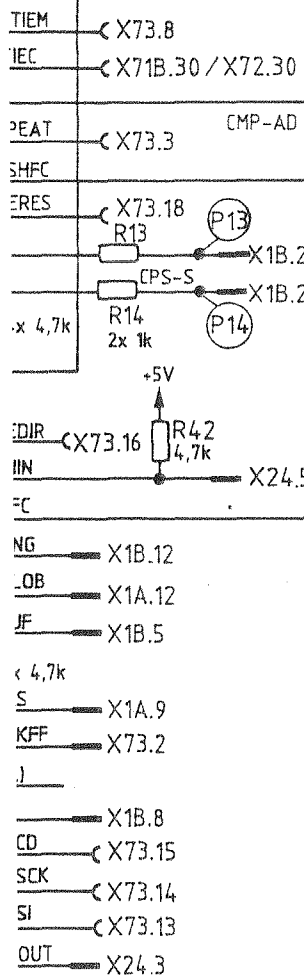 TIEM
X73.8
IEC
X71B.30 / X72.30
CMP-AD
PEAT
X73.3
SHFC
ERES
X73.18
P13
R13
X1B.2
CPS-S
X1B.2
R14
P14
x 4,7k
2x 1k
+5V
EDIR
X73.16
R42
4,7k
IN
X24.5
FC
NG
X1B.12
LOB
X1A.12
UF
X1B.5
x 4,7k
S
X1A.9
KFF
X73.2
X1B.8
CD
X73.15
SCK
X73.14
SI
X73.13
OUT
X24.3